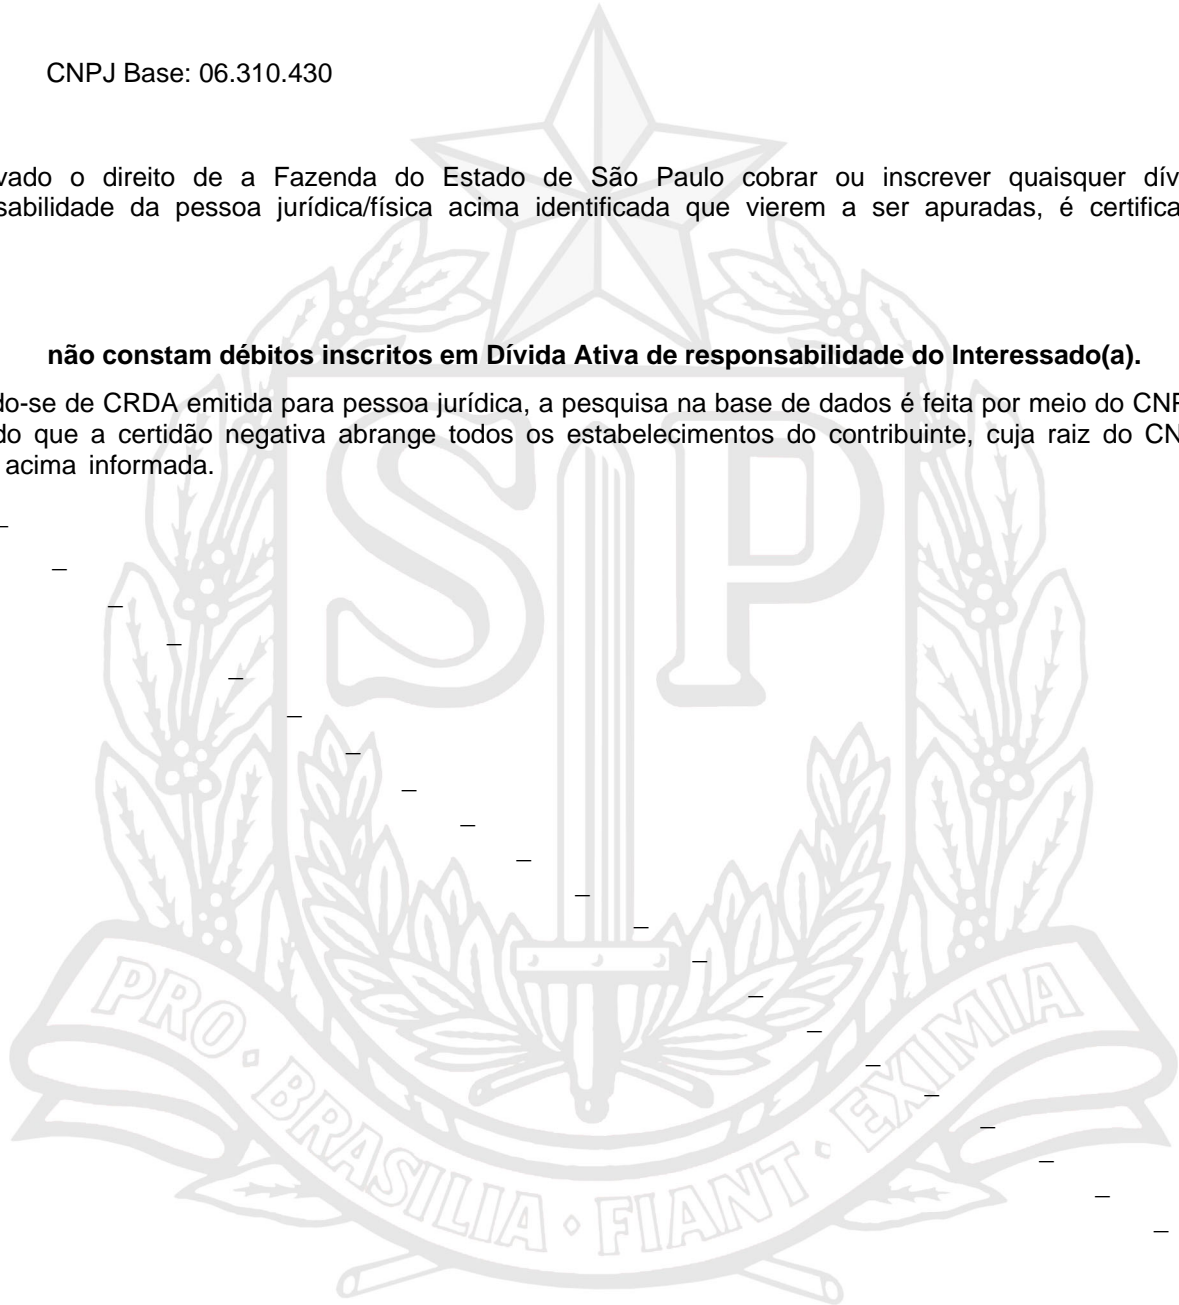 CNPJ Base: 06.310.430
vado o direito de a Fazenda do Estado de São Paulo cobrar ou inscrever quaisquer dív
sabilidade da pessoa jurídica/física acima identificada que vierem a ser apuradas, é certifica
não constam débitos inscritos em Dívida Ativa de responsabilidade do Interessado(a).
do-se de CRDA emitida para pessoa jurídica, a pesquisa na base de dados é feita por meio do CNP
do que a certidão negativa abrange todos os estabelecimentos do contribuinte, cuja raiz do CN
acima informada.
SP
PRO • BRASILIA • FIANT • EXIMIA